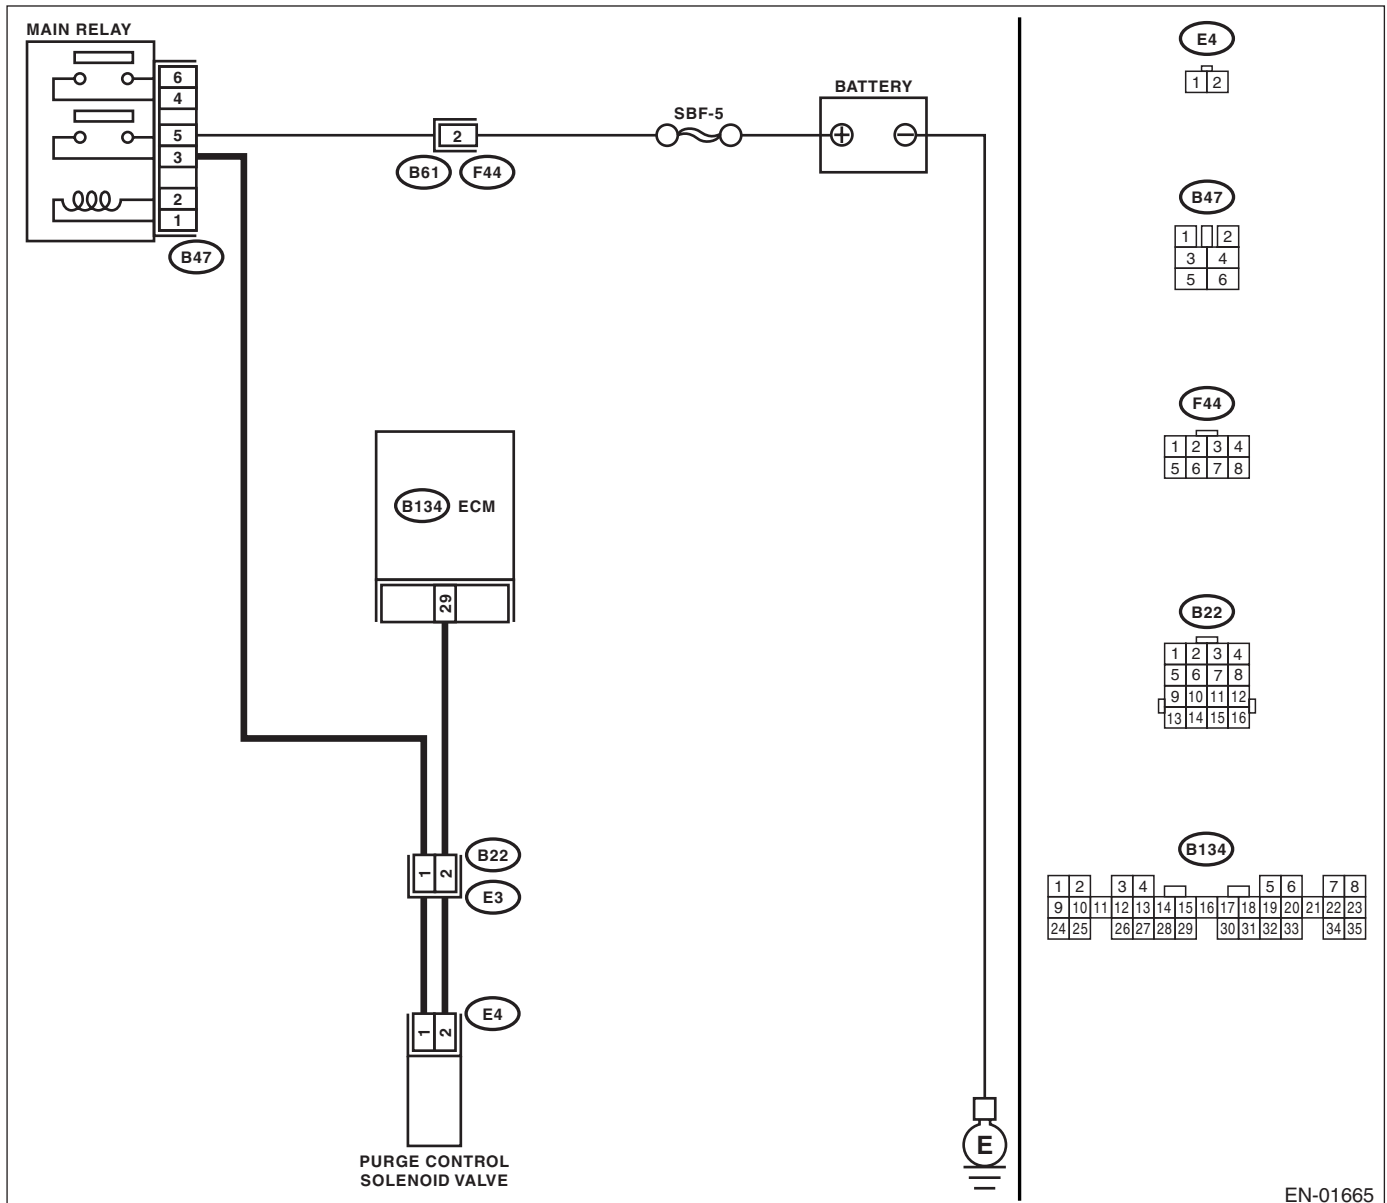 MAIN RELAY
6
4
5
3
2
1
B47
2
B61 F44
SBF-5
BATTERY
+ −
B134 ECM
29
1 2
B22
E3
1 2
E4
PURGE CONTROL
SOLENOID VALVE
E
E4
1 2
B47
1 2
3 4
5 6
F44
1 2 3 4
5 6 7 8
B22
1 2 3 4
5 6 7 8
9 10 11 12
13 14 15 16
B134
1 2 3 4 5 6 7 8
9 10 11 12 13 14 15 16 17 18 19 20 21 22 23
24 25 26 27 28 29 30 31 32 33 34 35
EN-01665